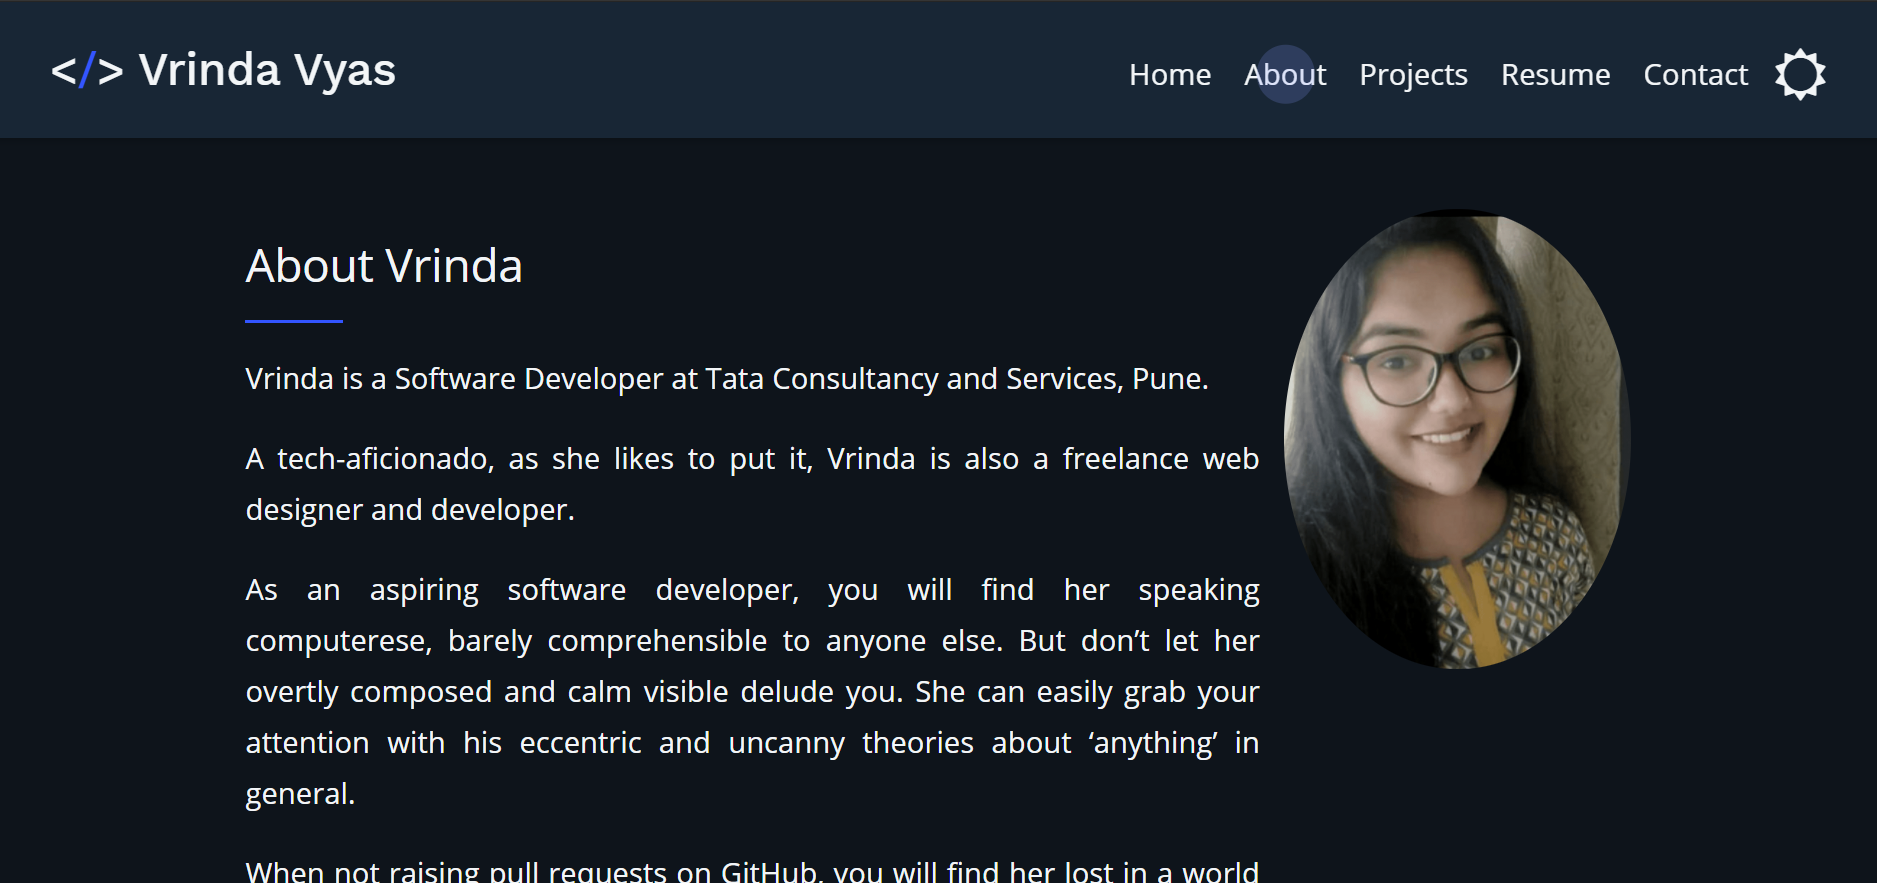 </> Vrinda Vyas
Home About Projects Resume Contact
About Vrinda
Vrinda is a Software Developer at Tata Consultancy and Services, Pune.
A tech-aficionado, as she likes to put it, Vrinda is also a freelance web
designer and developer.
As an aspiring software developer, you will find her speaking
computerese, barely comprehensible to anyone else. But don’t let her
overtly composed and calm visible delude you. She can easily grab your
attention with his eccentric and uncanny theories about ‘anything’ in
general.
When not raising pull requests on GitHub, you will find her lost in a world